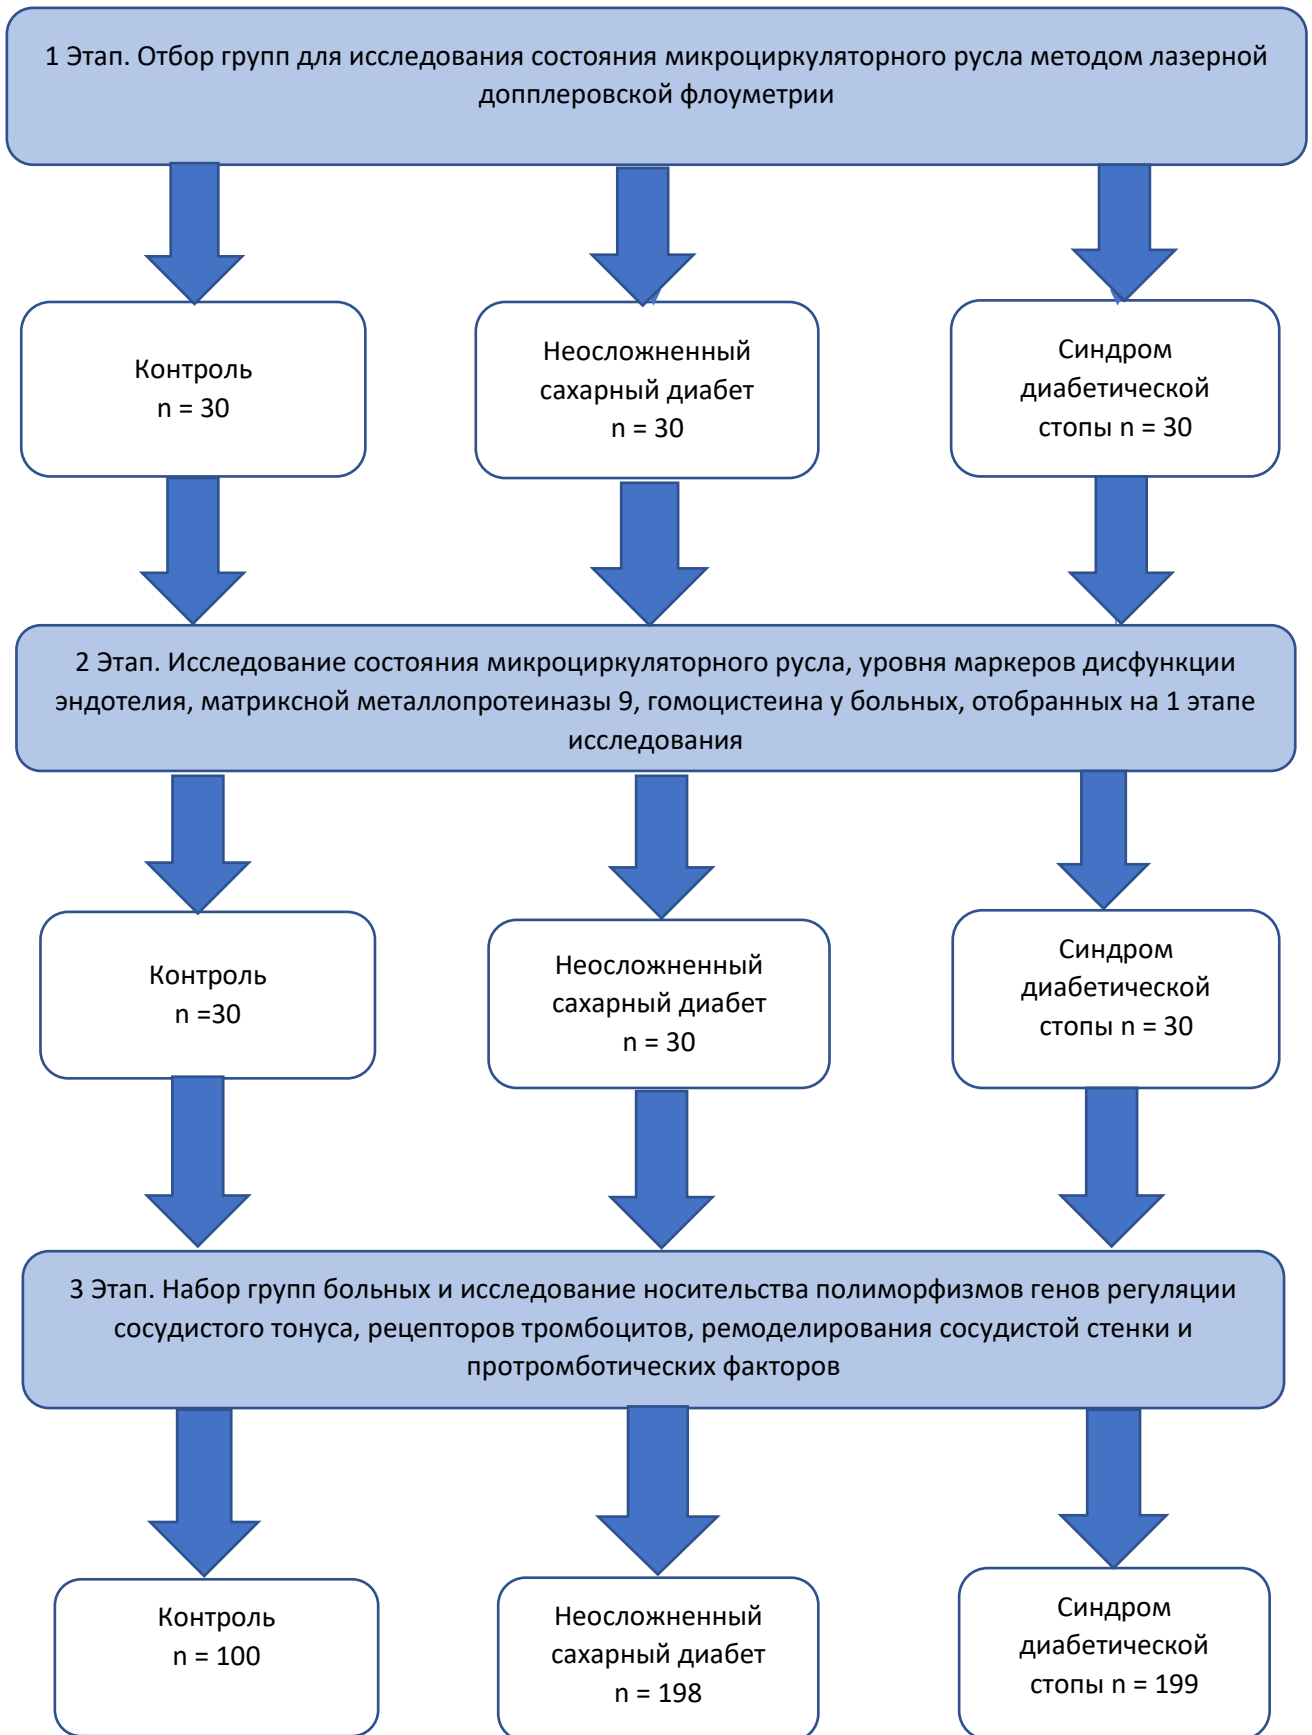 1 Этап. Отбор групп для исследования состояния микроциркуляторного русла методом лазерной
допплеровской флоуметрии
Контроль
n = 30
Неосложненный
сахарный диабет
n = 30
Синдром
диабетической
стопы n = 30
2 Этап. Исследование состояния микроциркуляторного русла, уровня маркеров дисфункции
эндотелия, матриксной металлопротеиназы 9, гомоцистеина у больных, отобранных на 1 этапе
исследования
Контроль
n =30
Неосложненный
сахарный диабет
n = 30
Синдром
диабетической
стопы n = 30
3 Этап. Набор групп больных и исследование носительства полиморфизмов генов регуляции
сосудистого тонуса, рецепторов тромбоцитов, ремоделирования сосудистой стенки и
протромботических факторов
Контроль
n = 100
Неосложненный
сахарный диабет
n = 198
Синдром
диабетической
стопы n = 199